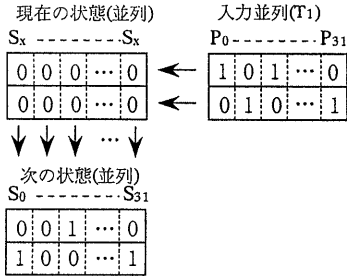 現在の状態(並列) 入力並列(T1)
Sx ------ Sx P0 ------ P31
0 0 0 … 0 ← 1 0 1 … 0
0 0 0 … 0 ← 0 1 0 … 1
↓ ↓ ↓ … ↓
次の状態(並列)
S0 ------ S31
0 0 1 … 0
1 0 0 … 1